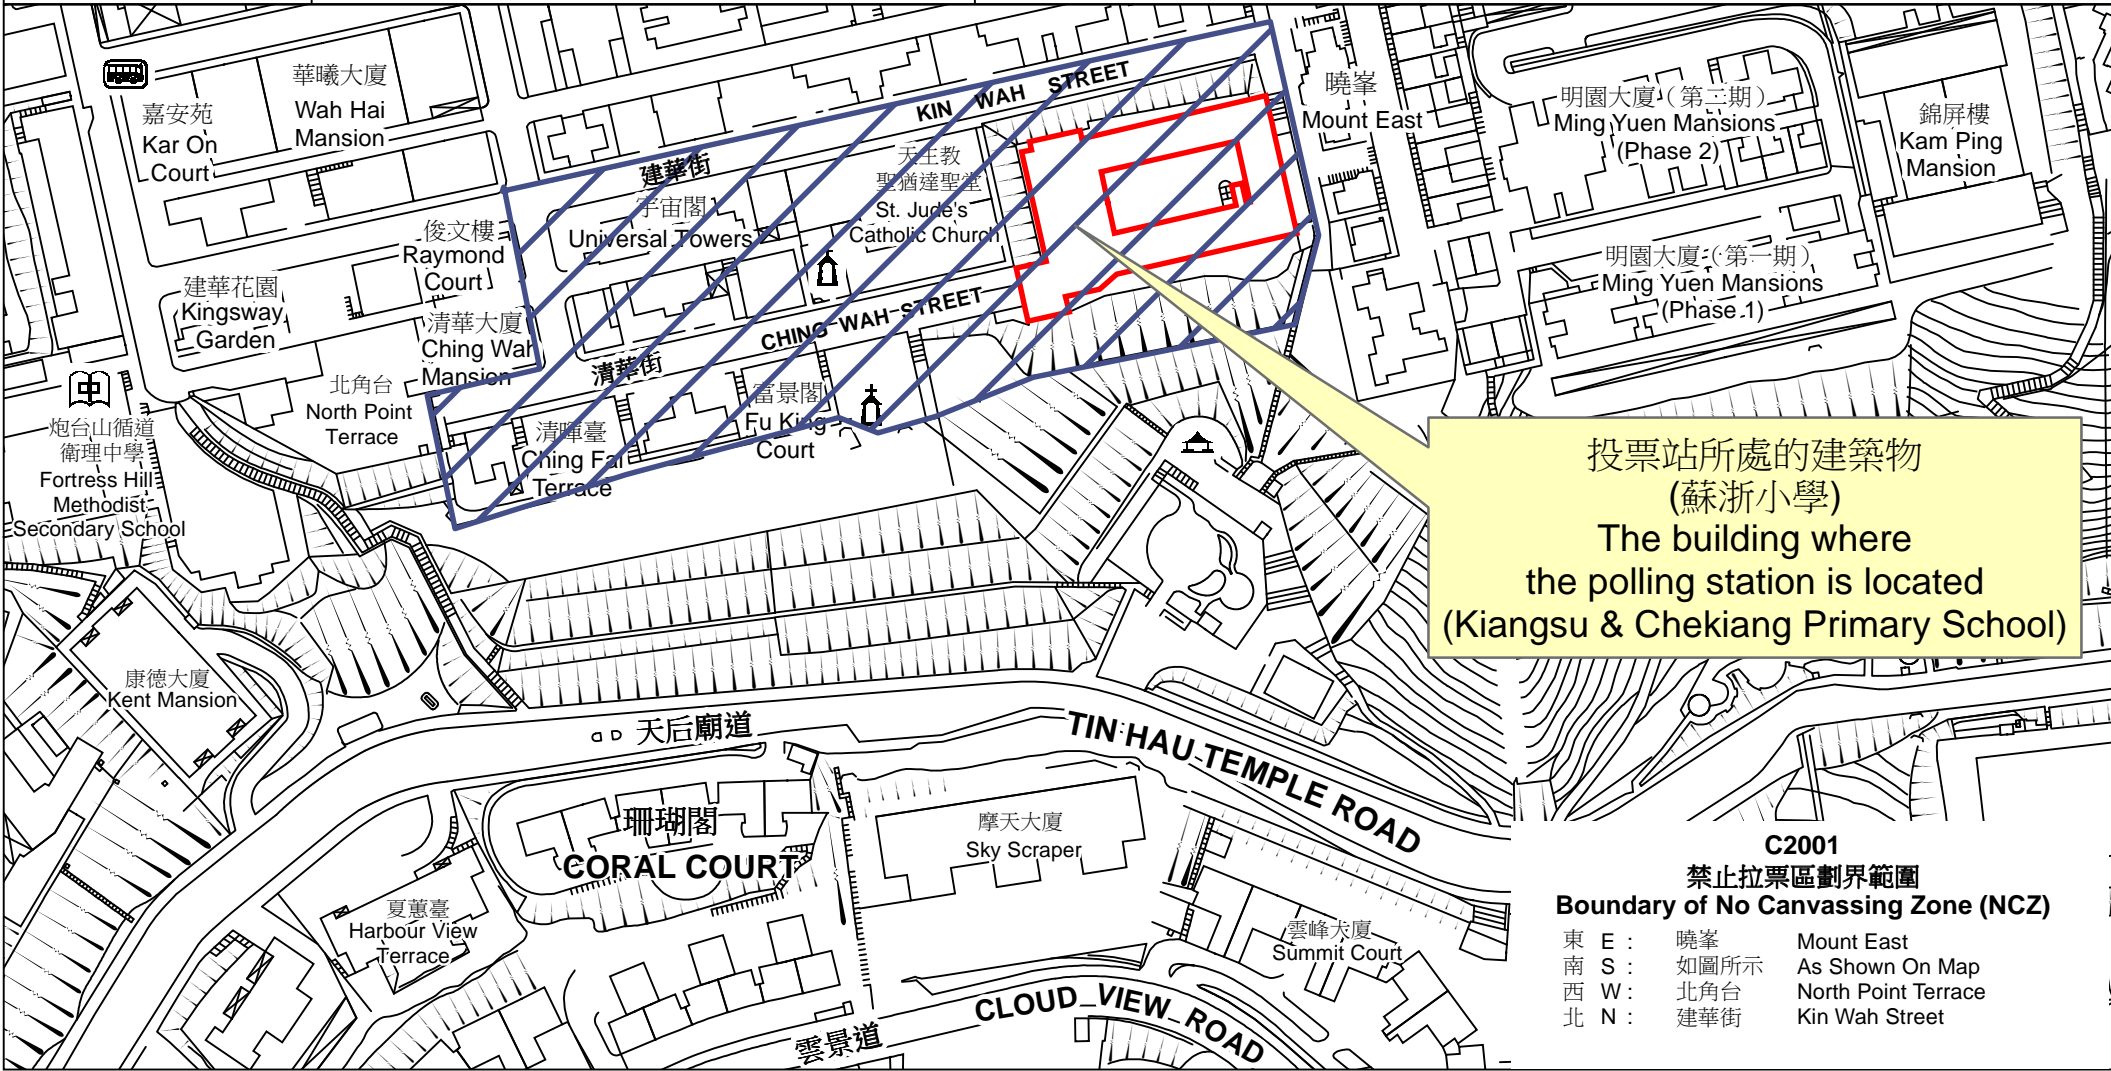 華曦大廈
Wah Hai
Mansion
嘉安苑
Kar On
Court
建華街
KIN WAH STREET
曉峯
Mount East
明園大廈（第二期）
Ming Yuen Mansions
(Phase 2)
錦屏樓
Kam Ping
Mansion
天主教
聖猶達聖堂
St. Jude's
Catholic Church
宇宙閣
Universal Towers
俊文樓
Raymond
Court
建華花園
Kingsway
Garden
清華大廈
Ching Wah
Mansion
明園大廈（第一期）
Ming Yuen Mansions
(Phase 1)
清華街
CHING WAH STREET
北角台
North Point
Terrace
富景閣
Fu King
Court
清暉臺
Ching Fai
Terrace
中
炮台山循道
衛理中學
Fortress Hill
Methodist
Secondary School
投票站所處的建築物
(蘇浙小學)
The building where
the polling station is located
(Kiangsu & Chekiang Primary School)
康德大廈
Kent Mansion
天后廟道
TIN HAU TEMPLE ROAD
珊瑚閣
CORAL COURT
摩天大廈
Sky Scraper
夏蕙臺
Harbour View
Terrace
雲峰大廈
Summit Court
雲景道
CLOUD VIEW ROAD
C2001
禁止拉票區劃界範圍
Boundary of No Canvassing Zone (NCZ)
東 E : 曉峯 Mount East
南 S : 如圖所示 As Shown On Map
西 W : 北角台 North Point Terrace
北 N : 建華街 Kin Wah Street